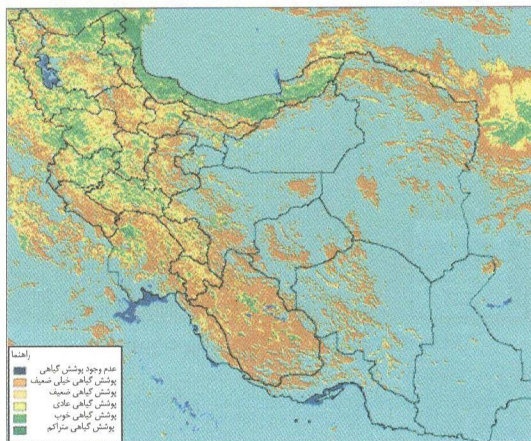 راهنما
عدم وجود پوشش گیاهی
پوشش گیاهی خیلی ضعیف
پوشش گیاهی ضعیف
پوشش گیاهی عادی
پوشش گیاهی خوب
پوشش گیاهی متراکم